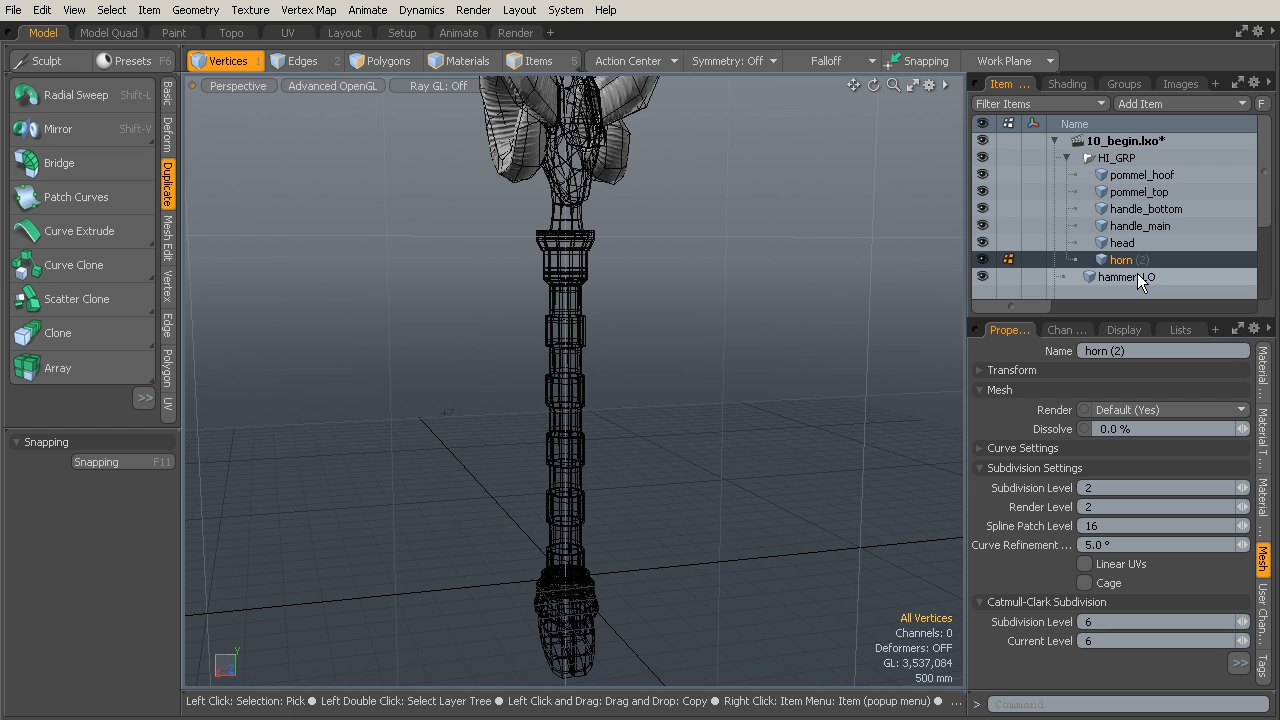 File Edit View Select Item Geometry Texture Vertex Map Animate Dynamics Render Layout System Help
Model Model Quad Paint Topo UV Layout Setup Animate Render +
Sculpt Presets F6 Vertices 1 Edges 2 Polygons Materials Items 5 Action Center Symmetry: Off Falloff Snapping Work Plane
Perspective Advanced OpenGL Ray GL: Off
Item ... Shading Groups Images +
Filter Items Add Item F
Name
10_begin.lxo*
HI_GRP
pommel_hoof
pommel_top
handle_bottom
handle_main
head
horn (2)
Radial Sweep Shift-L
Mirror Shift-V
Bridge
Patch Curves
Curve Extrude
Curve Clone
Scatter Clone
Clone
Array
>>
Basic
Deform
Duplicate
Mesh Edit
Vertex
Edge
Polygon
UV
Snapping
Snapping F11
Prope... Chan ... Display Lists +
Name horn (2)
Transform
Mesh
Render Default (Yes)
Dissolve 0.0 %
Curve Settings
Subdivision Settings
Subdivision Level 2
Render Level 2
Spline Patch Level 16
Curve Refinement ... 5.0 °
Linear UVs
Cage
Catmull-Clark Subdivision
Subdivision Level 6
Current Level 6
>>
Mesh
Tags
All Vertices
Channels: 0
Deformers: OFF
GL: 3,537,084
500 mm
Y
Z
Left Click: Selection: Pick ● Left Double Click: Select Layer Tree ● Left Click and Drag: Drag and Drop: Copy ● Right Click: Item Menu: Item (popup menu) ● ...
> Command